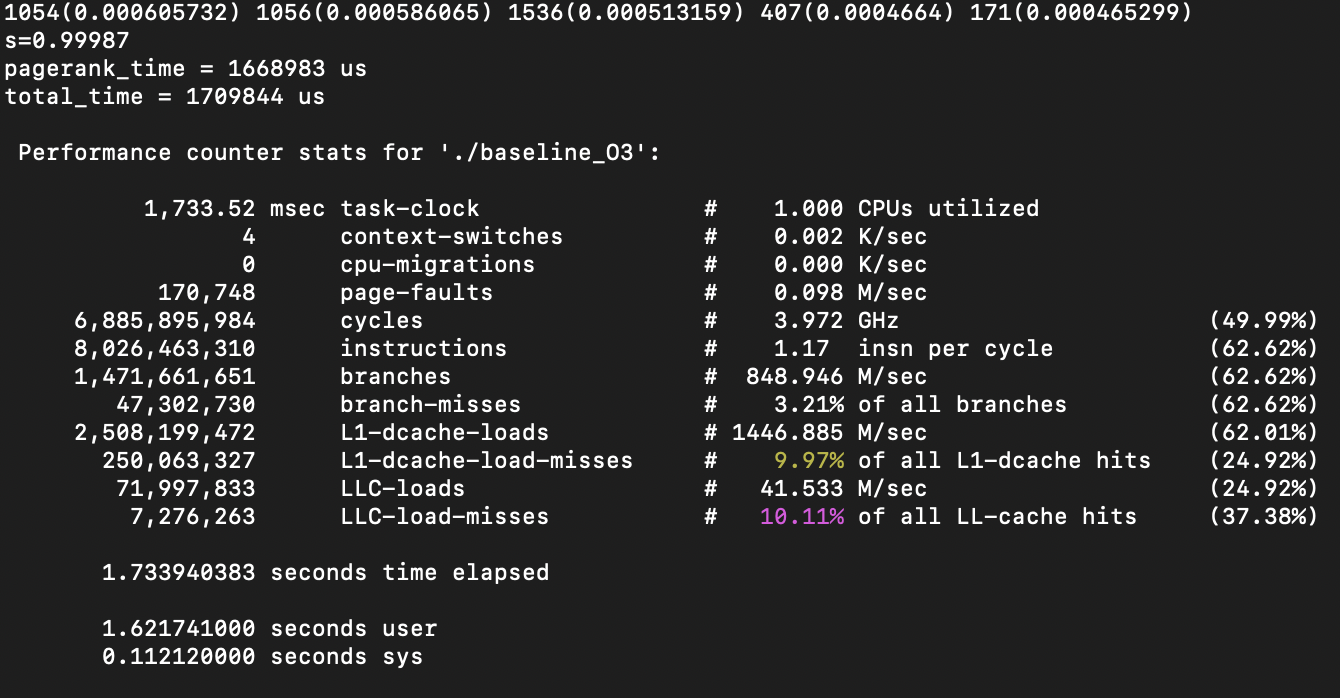 1054(0.000605732) 1056(0.000586065) 1536(0.000513159) 407(0.0004664) 171(0.000465299)
s=0.99987
pagerank_time = 1668983 us
total_time = 1709844 us
Performance counter stats for './baseline_O3':
1,733.52 msec task-clock # 1.000 CPUs utilized
4 context-switches # 0.002 K/sec
0 cpu-migrations # 0.000 K/sec
170,748 page-faults # 0.098 M/sec
6,885,895,984 cycles # 3.972 GHz (49.99%)
8,026,463,310 instructions # 1.17 insn per cycle (62.62%)
1,471,661,651 branches # 848.946 M/sec (62.62%)
47,302,730 branch-misses # 3.21% of all branches (62.62%)
2,508,199,472 L1-dcache-loads # 1446.885 M/sec (62.01%)
250,063,327 L1-dcache-load-misses # 9.97% of all L1-dcache hits (24.92%)
71,997,833 LLC-loads # 41.533 M/sec (24.92%)
7,276,263 LLC-load-misses # 10.11% of all LL-cache hits (37.38%)
1.733940383 seconds time elapsed
1.621741000 seconds user
0.112120000 seconds sys